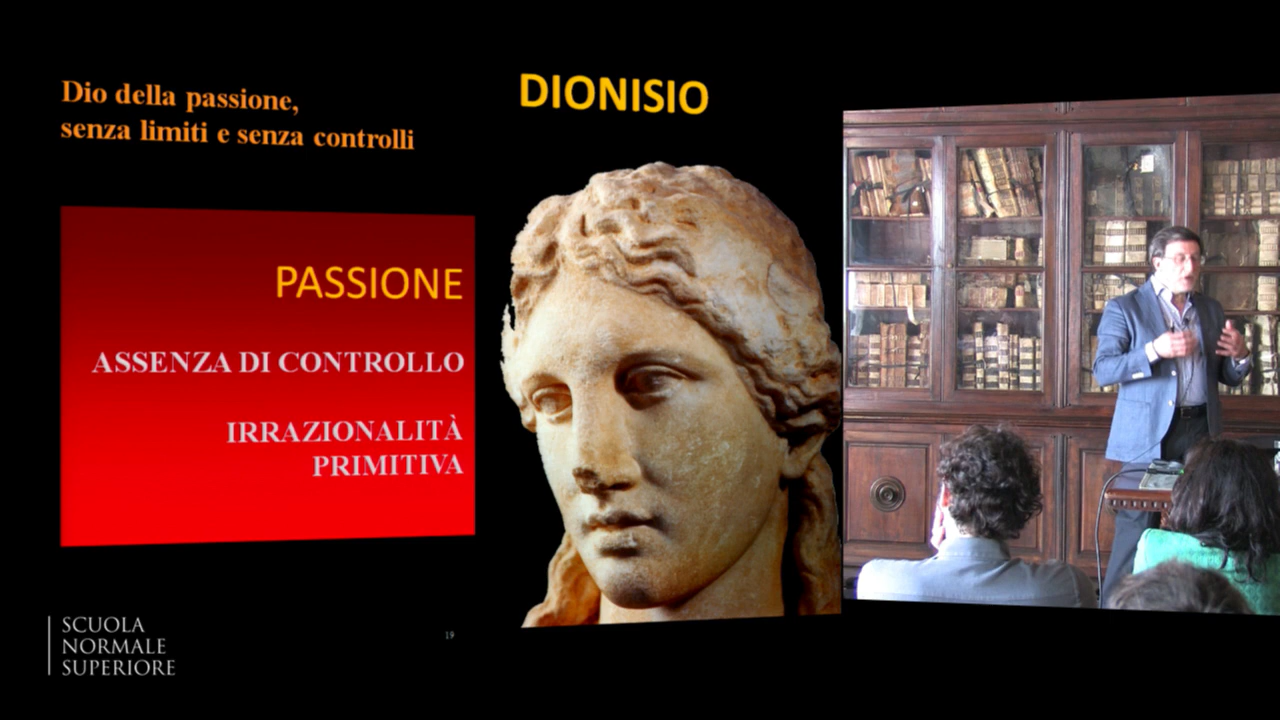 Dio della passione,
senza limiti e senza controlli
DIONISIO
PASSIONE
ASSENZA DI CONTROLLO
IRRAZIONALITÀ
PRIMITIVA
SCUOLA
NORMALE
SUPERIORE
19